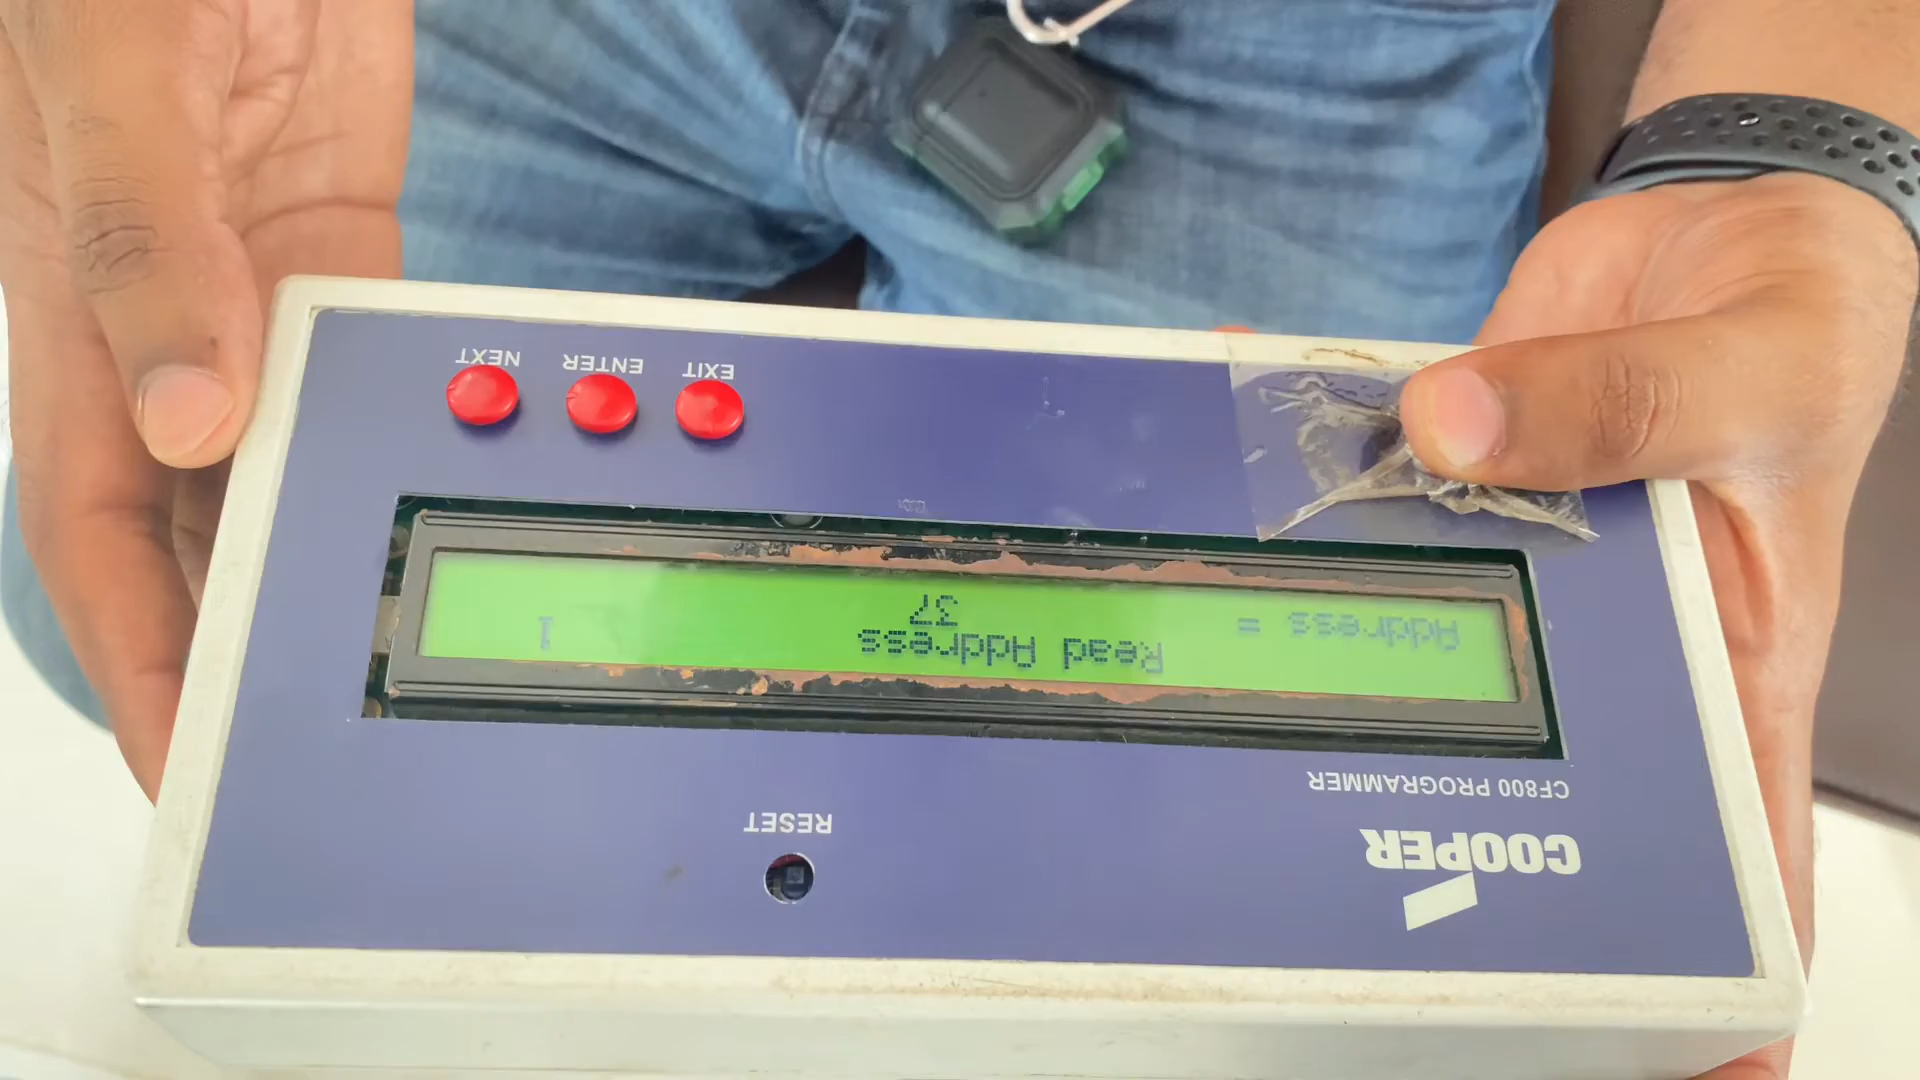 COOPER
CF800 PROGRAMMER
RESET
Read Address 1
Address = 37
EXIT ENTER NEXT